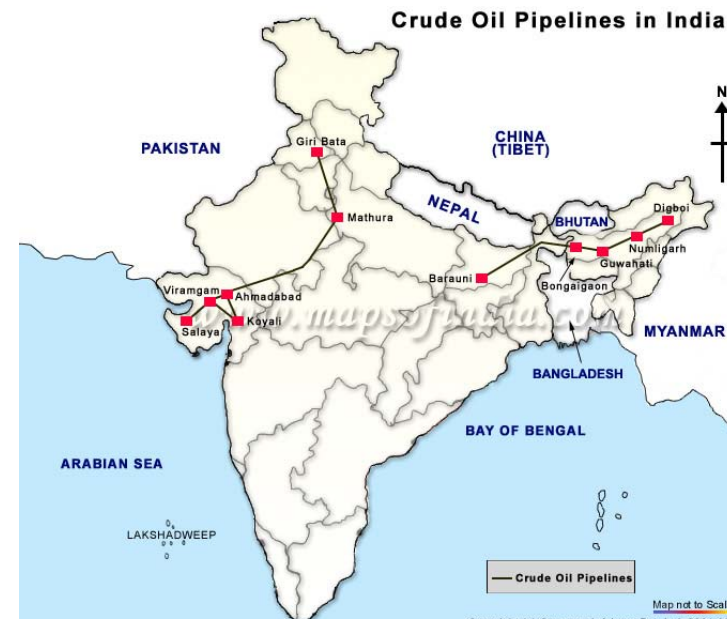 Crude Oil Pipelines in India
N
Giri Bata
PAKISTAN
CHINA
(TIBET)
NEPAL
BHUTAN
Digboi
Mathura
Numligarh
Guwahati
Barauni
Bongaigaon
Viramgam
Ahmadabad
Koyali
Salaya
www.mapsofindia.com
MYANMAR
BANGLADESH
BAY OF BENGAL
ARABIAN SEA
LAKSHADWEEP
Crude Oil Pipelines
Map not to Scal